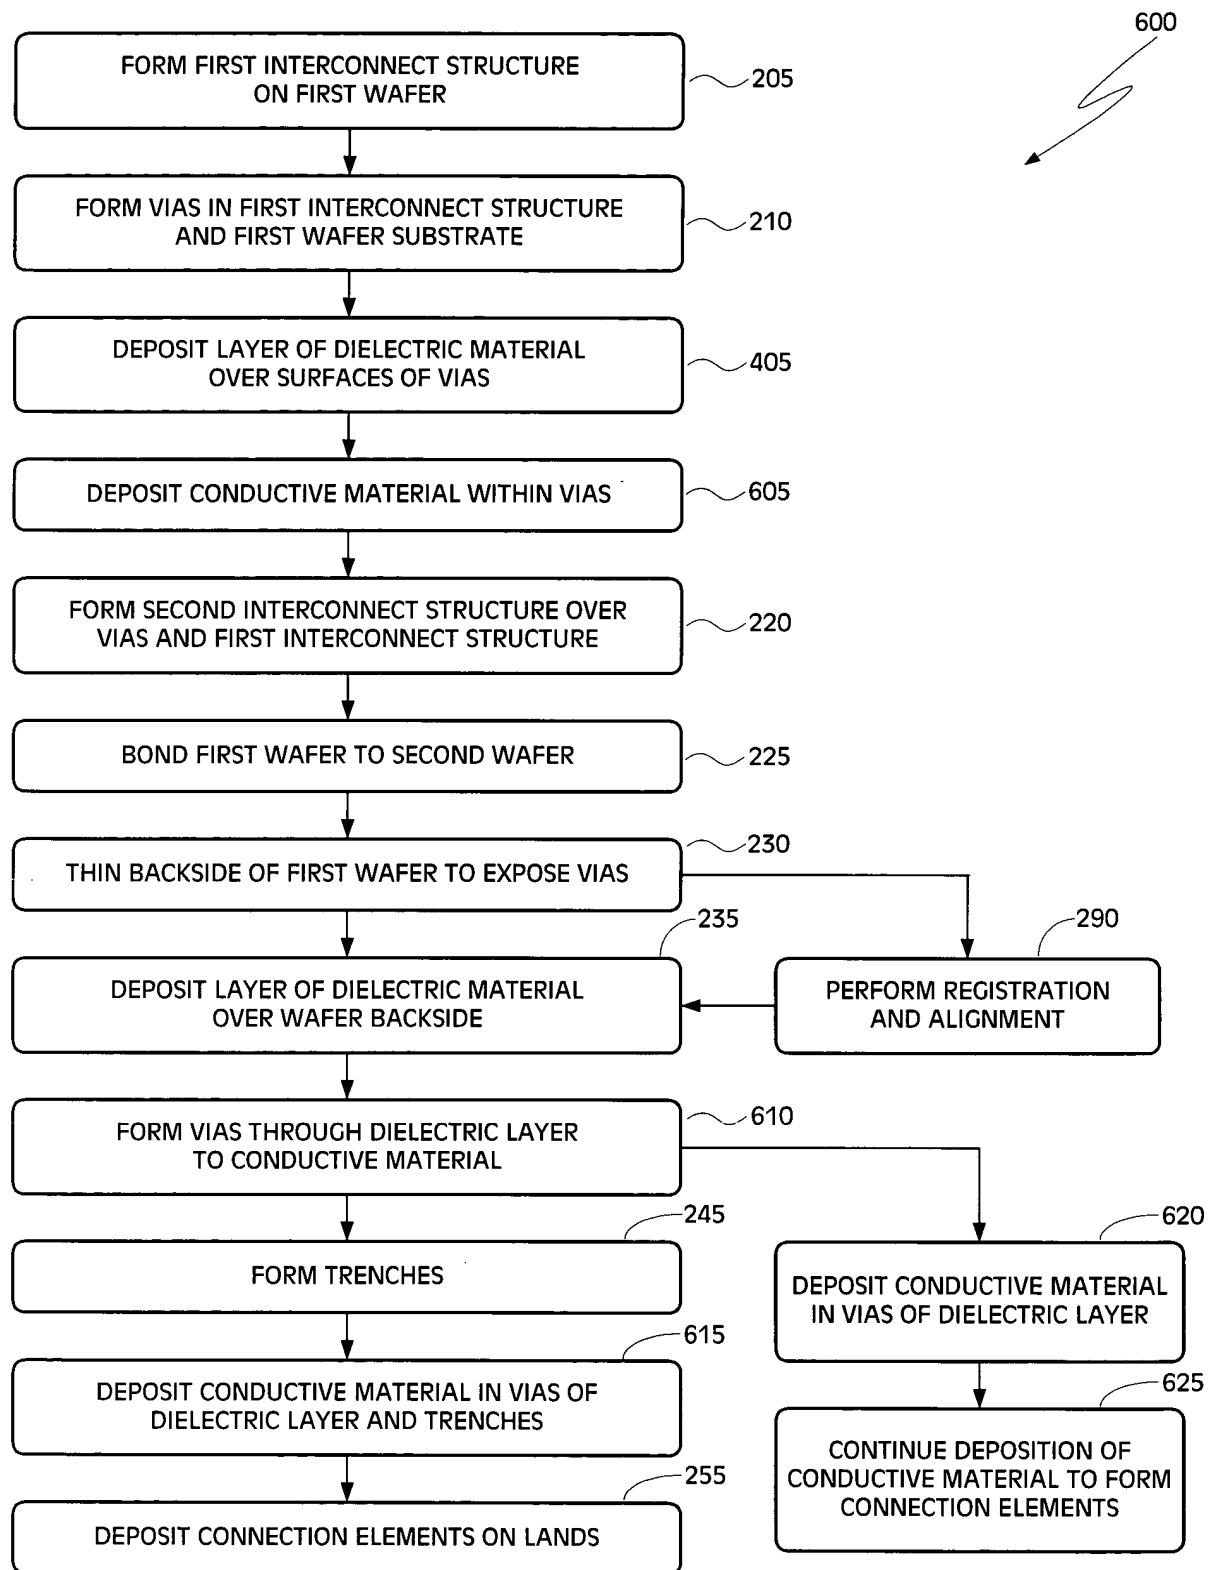 600
FORM FIRST INTERCONNECT STRUCTURE
ON FIRST WAFER
205
FORM VIAS IN FIRST INTERCONNECT STRUCTURE
AND FIRST WAFER SUBSTRATE
210
DEPOSIT LAYER OF DIELECTRIC MATERIAL
OVER SURFACES OF VIAS
405
DEPOSIT CONDUCTIVE MATERIAL WITHIN VIAS
605
FORM SECOND INTERCONNECT STRUCTURE OVER
VIAS AND FIRST INTERCONNECT STRUCTURE
220
BOND FIRST WAFER TO SECOND WAFER
225
THIN BACKSIDE OF FIRST WAFER TO EXPOSE VIAS
230
235
DEPOSIT LAYER OF DIELECTRIC MATERIAL
OVER WAFER BACKSIDE
290
PERFORM REGISTRATION
AND ALIGNMENT
FORM VIAS THROUGH DIELECTRIC LAYER
TO CONDUCTIVE MATERIAL
610
245
FORM TRENCHES
620
DEPOSIT CONDUCTIVE MATERIAL
IN VIAS OF DIELECTRIC LAYER
615
DEPOSIT CONDUCTIVE MATERIAL IN VIAS OF
DIELECTRIC LAYER AND TRENCHES
625
CONTINUE DEPOSITION OF
CONDUCTIVE MATERIAL TO FORM
CONNECTION ELEMENTS
255
DEPOSIT CONNECTION ELEMENTS ON LANDS